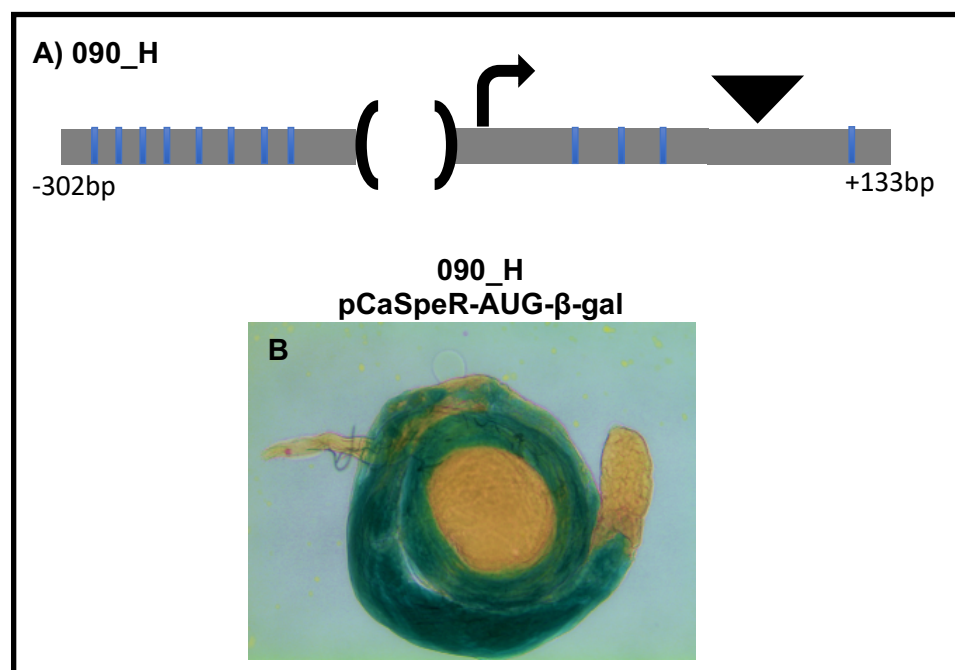 A) 090_H
-302bp
+133bp
090_H
pCaSpeR-AUG-β-gal
B